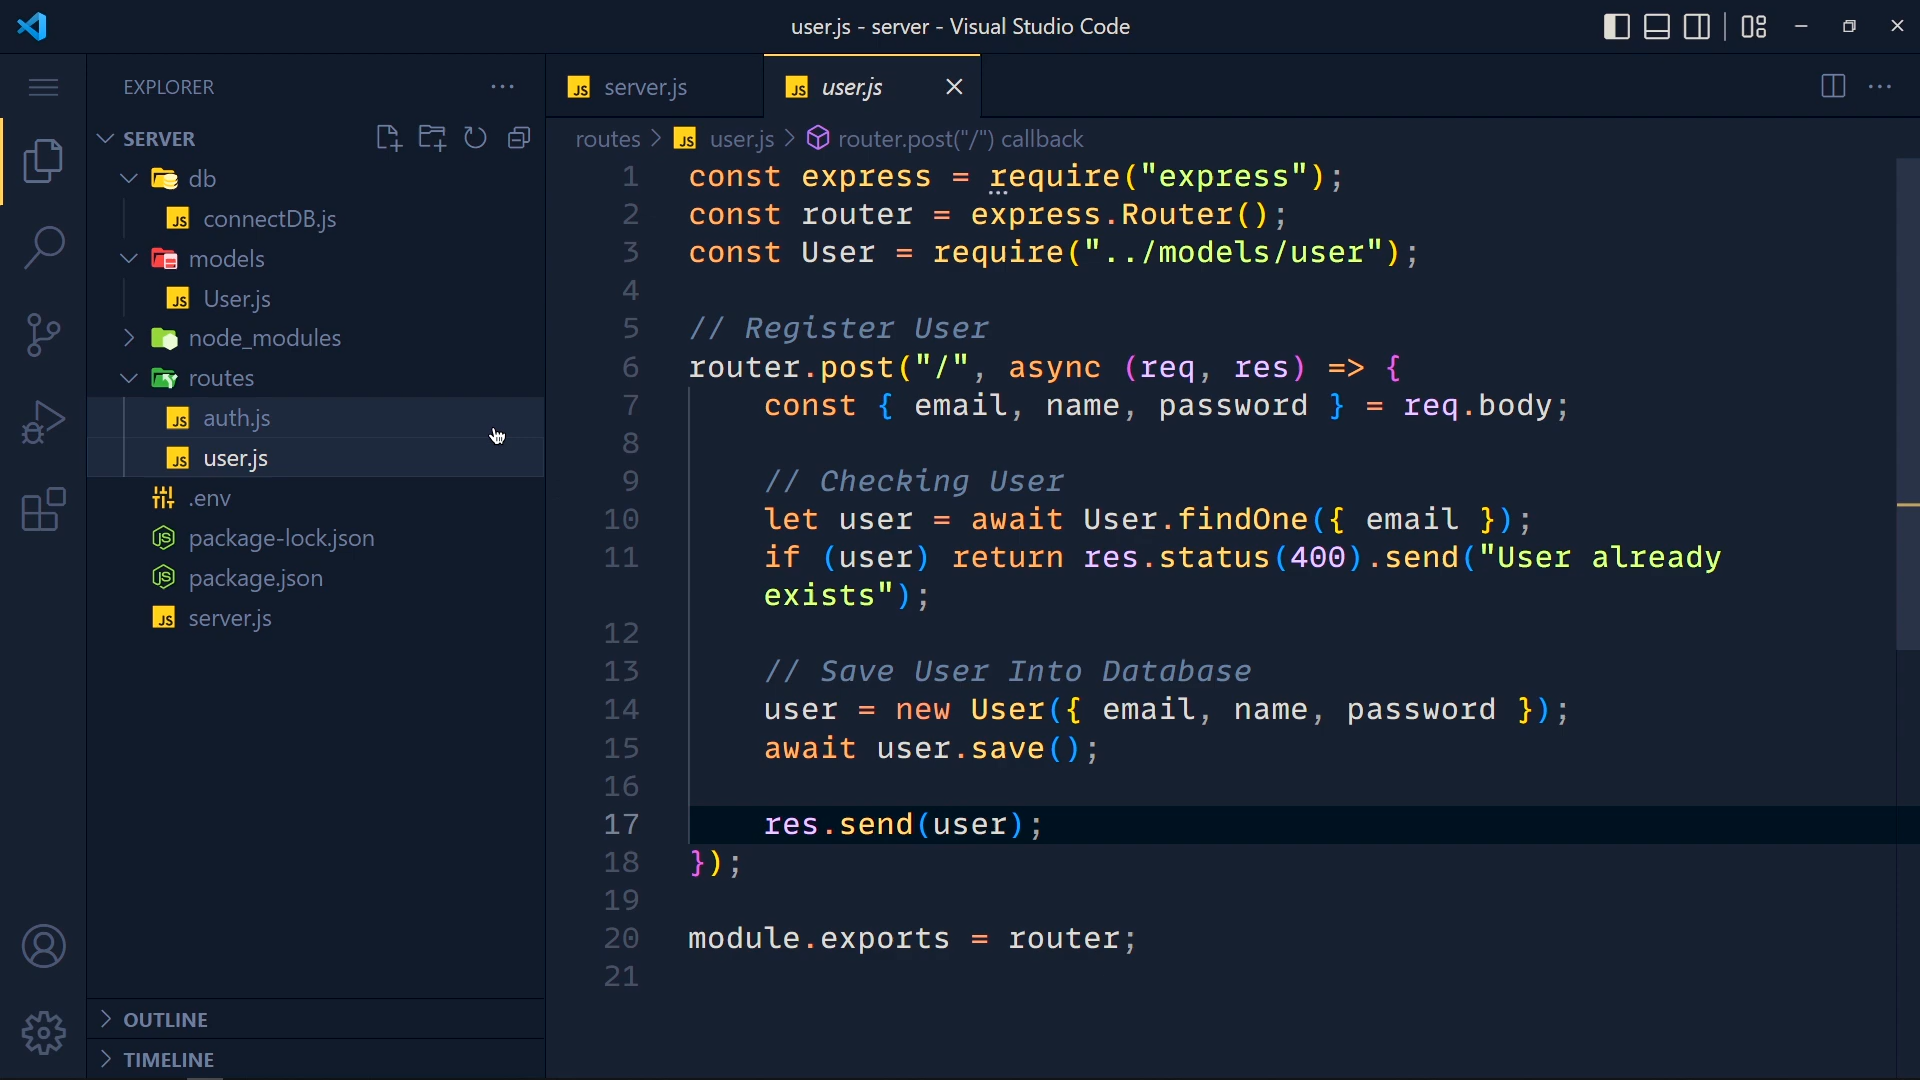 user.js - server - Visual Studio Code
EXPLORER
SERVER
db
connectDB.js
models
User.js
node_modules
routes
auth.js
user.js
.env
package-lock.json
package.json
server.js
OUTLINE
TIMELINE
server.js
user.js
routes > user.js > router.post("/") callback
1 const express = require("express");
2 const router = express.Router();
3 const User = require("../models/user");
4
5 // Register User
6 router.post("/", async (req, res) => {
7 const { email, name, password } = req.body;
8
9 // Checking User
10 let user = await User.findOne({ email });
11 if (user) return res.status(400).send("User already
exists");
12
13 // Save User Into Database
14 user = new User({ email, name, password });
15 await user.save();
16
17 res.send(user);
18 });
19
20 module.exports = router;
21